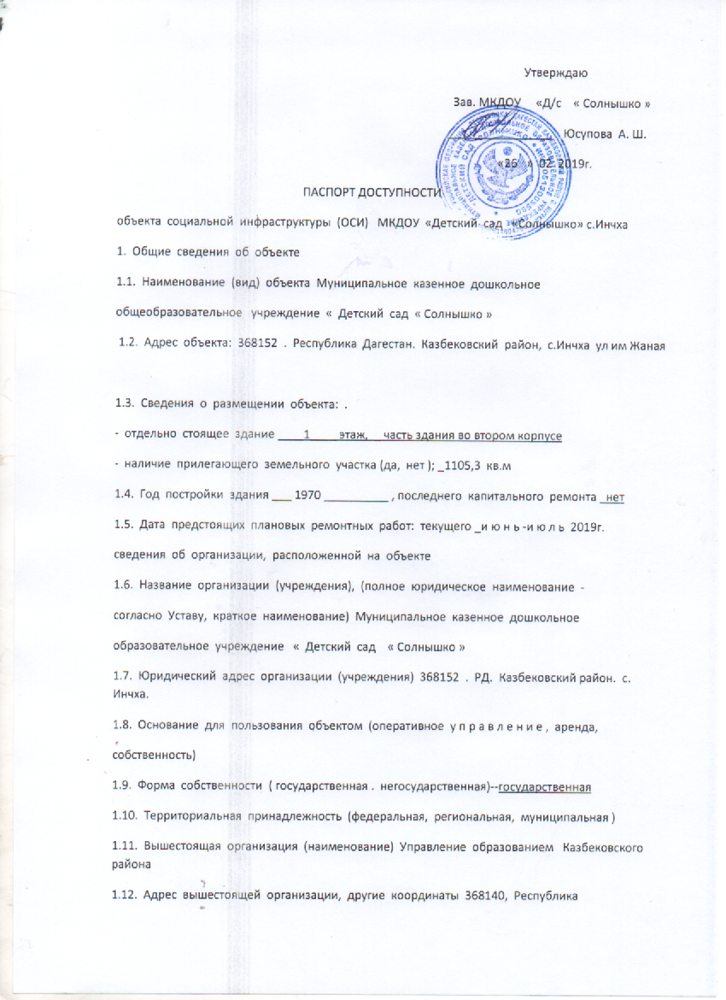 Утверждаю
Зав. МКДОУ «Д/с « Солнышко »
Юсупова А. Ш.
«26 » 02 2019г.
ПАСПОРТ ДОСТУПНОСТИ
объекта социальной инфраструктуры (ОСИ) МКДОУ «Детский сад «Солнышко» с.Инчха
1. Общие сведения об объекте
1.1. Наименование (вид) объекта Муниципальное казенное дошкольное
общеобразовательное учреждение « Детский сад « Солнышко »
1.2. Адрес объекта: 368152 . Республика Дагестан. Казбековский район, с.Инчха ул им Жаная
1.3. Сведения о размещении объекта: .
- отдельно стоящее здание ____1____ этаж, __часть здания во втором корпусе
- наличие прилегающего земельного участка (да, нет ); _1105,3 кв.м
1.4. Год постройки здания ___ 1970 __________ , последнего капитального ремонта _нет
1.5. Дата предстоящих плановых ремонтных работ: текущего _и ю н ь -и ю л ь 2019г.
сведения об организации, расположенной на объекте
1.6. Название организации (учреждения), (полное юридическое наименование -
согласно Уставу, краткое наименование) Муниципальное казенное дошкольное
образовательное учреждение « Детский сад « Солнышко »
1.7. Юридический адрес организации (учреждения) 368152 . РД. Казбековский район. с.
Инчха.
1.8. Основание для пользования объектом (оперативное у п р а в л е н и е , аренда,
собственность)
1.9. Форма собственности ( государственная . негосударственная)--государственная
1.10. Территориальная принадлежность (федеральная, региональная, муниципальная )
1.11. Вышестоящая организация (наименование) Управление образованием Казбековского
района
1.12. Адрес вышестоящей организации, другие координаты 368140, Республика